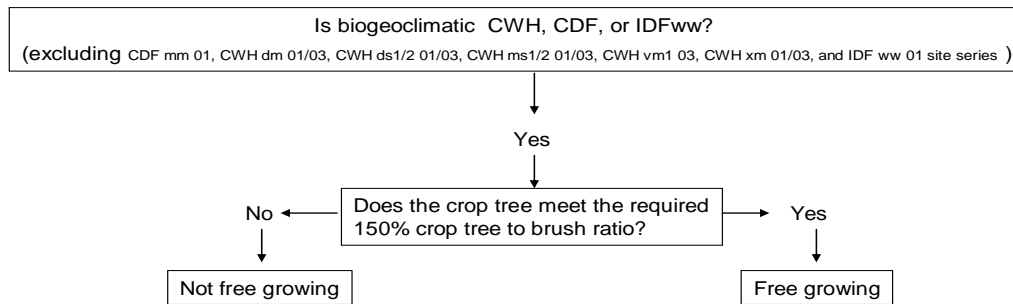 Is biogeoclimatic CWH, CDF, or IDFww?
(excluding CDF mm 01, CWH dm 01/03, CWH ds1/2 01/03, CWH ms1/2 01/03, CWH vm1 03, CWH xm 01/03, and IDF ww 01 site series )
Yes
No
Does the crop tree meet the required
150% crop tree to brush ratio?
Yes
Not free growing
Free growing